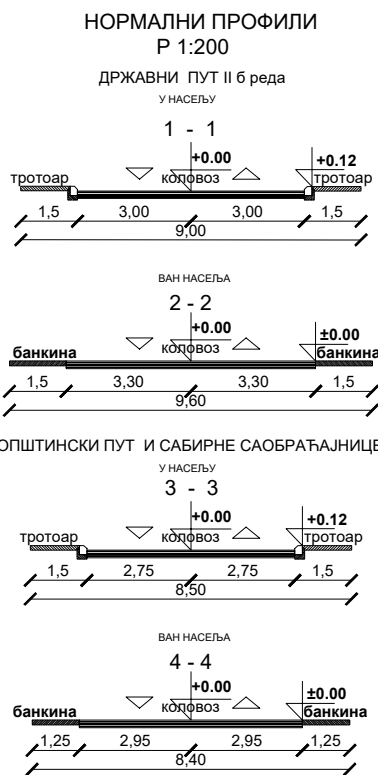 НОРМАЛНИ ПРОФИЛИ
Р 1:200
ДРЖАВНИ ПУТ II б реда
У НАСЕЉУ
1 - 1
+0.00
+0.12
тротоар коловоз тротоар
1,5 3,00 3,00 1,5
9,00
ВАН НАСЕЉА
2 - 2
+0.00
±0.00
банкина коловоз банкина
1,5 3,30 3,30 1,5
9,60
ОПШТИНСКИ ПУТ И САБИРНЕ САОБРАЋАЈНИЦЕ
У НАСЕЉУ
3 - 3
+0.00
+0.12
тротоар коловоз тротоар
1,5 2,75 2,75 1,5
8,50
ВАН НАСЕЉА
4 - 4
+0.00
±0.00
банкина коловоз банкина
1,25 2,95 2,95 1,25
8,40